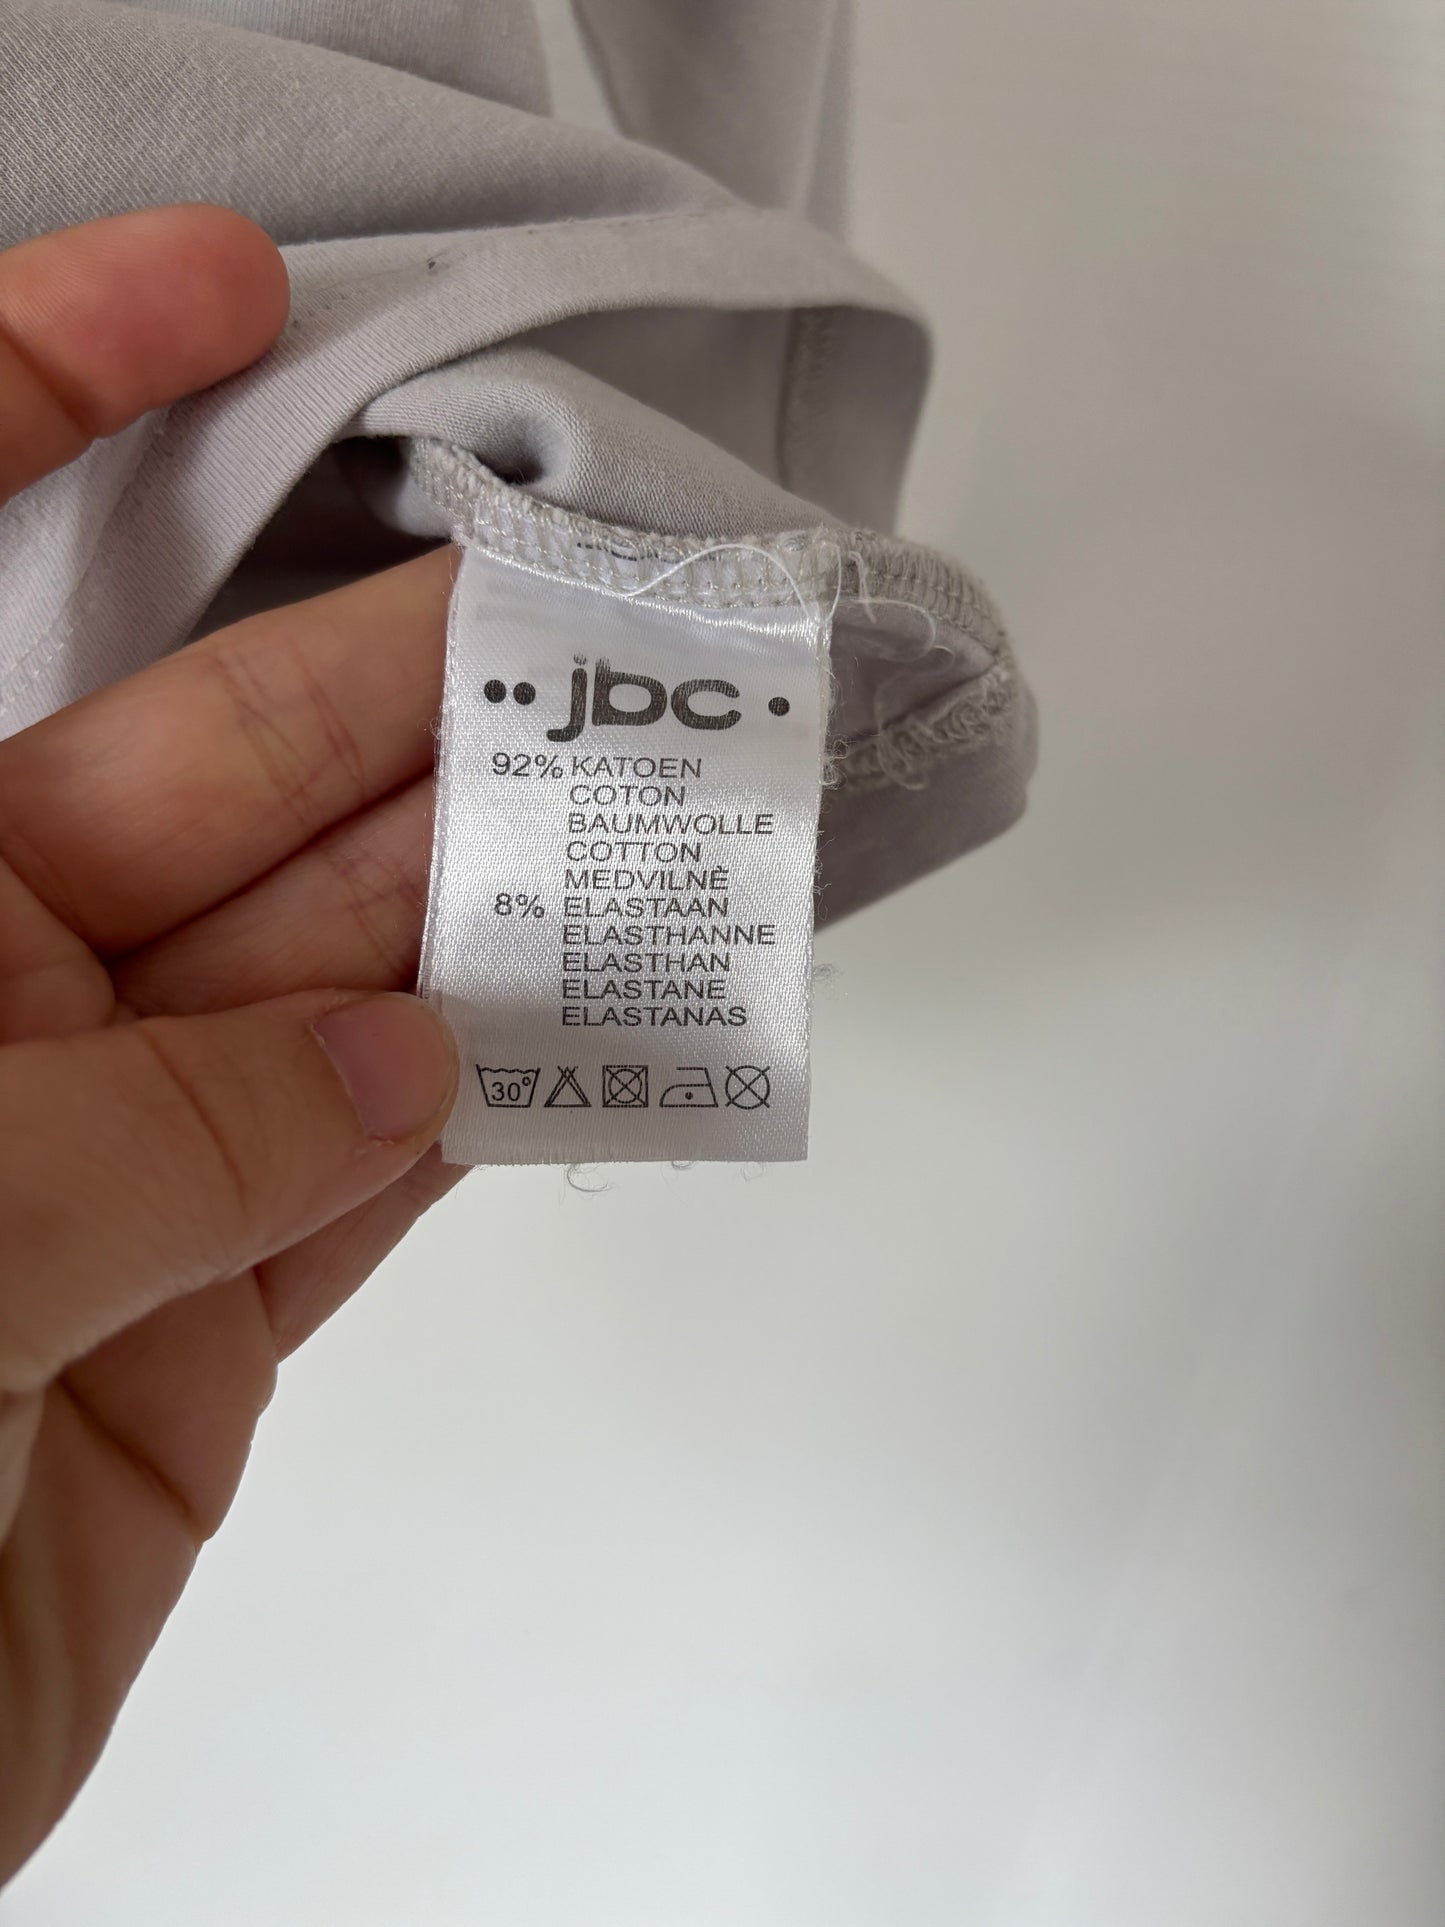 jbc
92% KATOEN
COTON
BAUMWOLLE
COTTON
MEDVILNĖ
8% ELASTAAN
ELASTHANNE
ELASTHAN
ELASTANE
ELASTANAS
30°